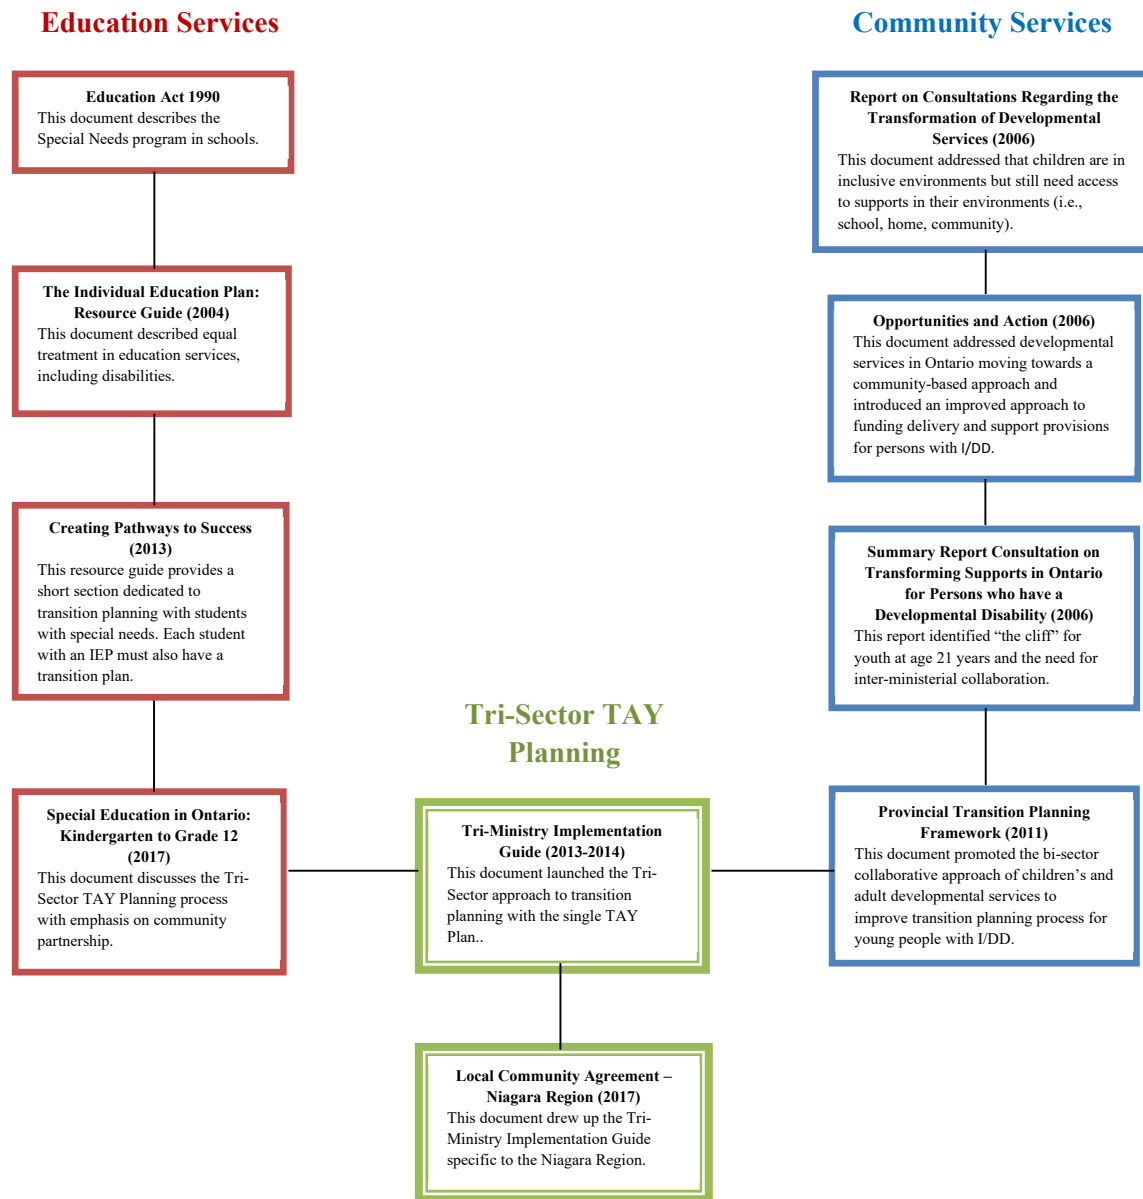 Education Services
Education Act 1990
This document describes the
Special Needs program in schools.
The Individual Education Plan:
Resource Guide (2004)
This document described equal
treatment in education services,
including disabilities.
Creating Pathways to Success
(2013)
This resource guide provides a
short section dedicated to
transition planning with students
with special needs. Each student
with an IEP must also have a
transition plan.
Special Education in Ontario:
Kindergarten to Grade 12
(2017)
This document discusses the Tri-
Sector TAY Planning process
with emphasis on community
partnership.
Tri-Sector TAY
Planning
Tri-Ministry Implementation
Guide (2013-2014)
This document launched the Tri-
Sector approach to transition
planning with the single TAY
Plan..
Local Community Agreement –
Niagara Region (2017)
This document drew up the Tri-
Ministry Implementation Guide
specific to the Niagara Region.
Community Services
Report on Consultations Regarding the
Transformation of Developmental
Services (2006)
This document addressed that children are in
inclusive environments but still need access
to supports in their environments (i.e.,
school, home, community).
Opportunities and Action (2006)
This document addressed developmental
services in Ontario moving towards a
community-based approach and
introduced an improved approach to
funding delivery and support provisions
for persons with I/DD.
Summary Report Consultation on
Transforming Supports in Ontario
for Persons who have a
Developmental Disability (2006)
This report identified “the cliff” for
youth at age 21 years and the need for
inter-ministerial collaboration.
Provincial Transition Planning
Framework (2011)
This document promoted the bi-sector
collaborative approach of children’s and
adult developmental services to
improve transition planning process for
young people with I/DD.